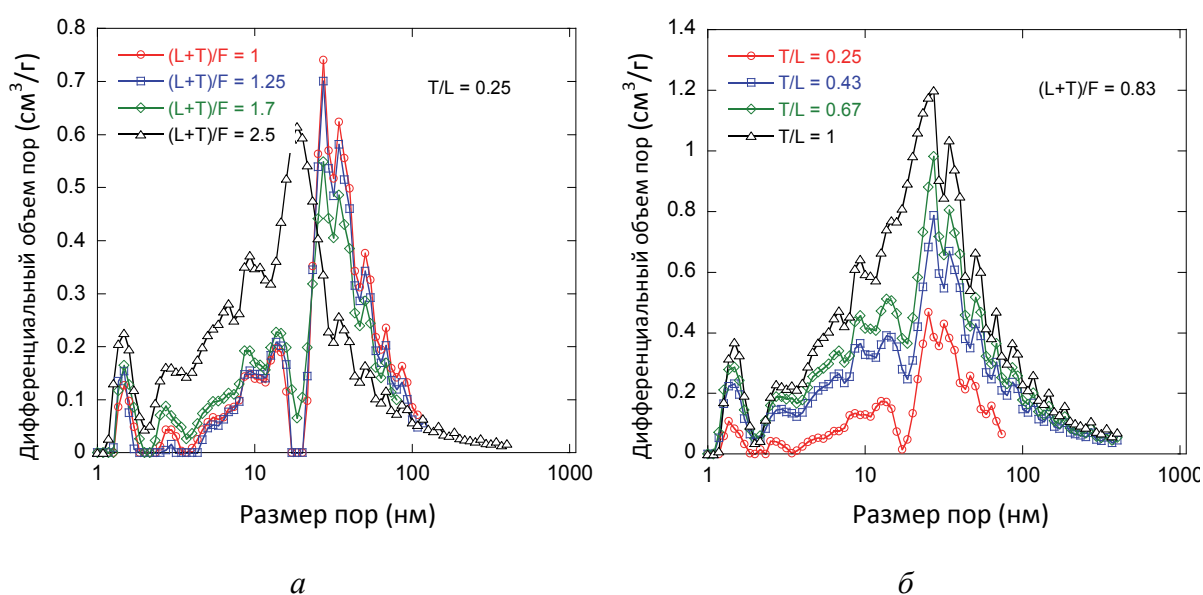 Дифференциальный объем пор (см³/г)
0.8
0.7
0.6
0.5
0.4
0.3
0.2
0.1
0
(L+T)/F = 1
(L+T)/F = 1.25
(L+T)/F = 1.7
(L+T)/F = 2.5
T/L = 0.25
1 10 100 1000
Размер пор (нм)
а
Дифференциальный объем пор (см³/г)
1.4
1.2
1
0.8
0.6
0.4
0.2
0
T/L = 0.25
T/L = 0.43
T/L = 0.67
T/L = 1
(L+T)/F = 0.83
1 10 100 1000
Размер пор (нм)
б